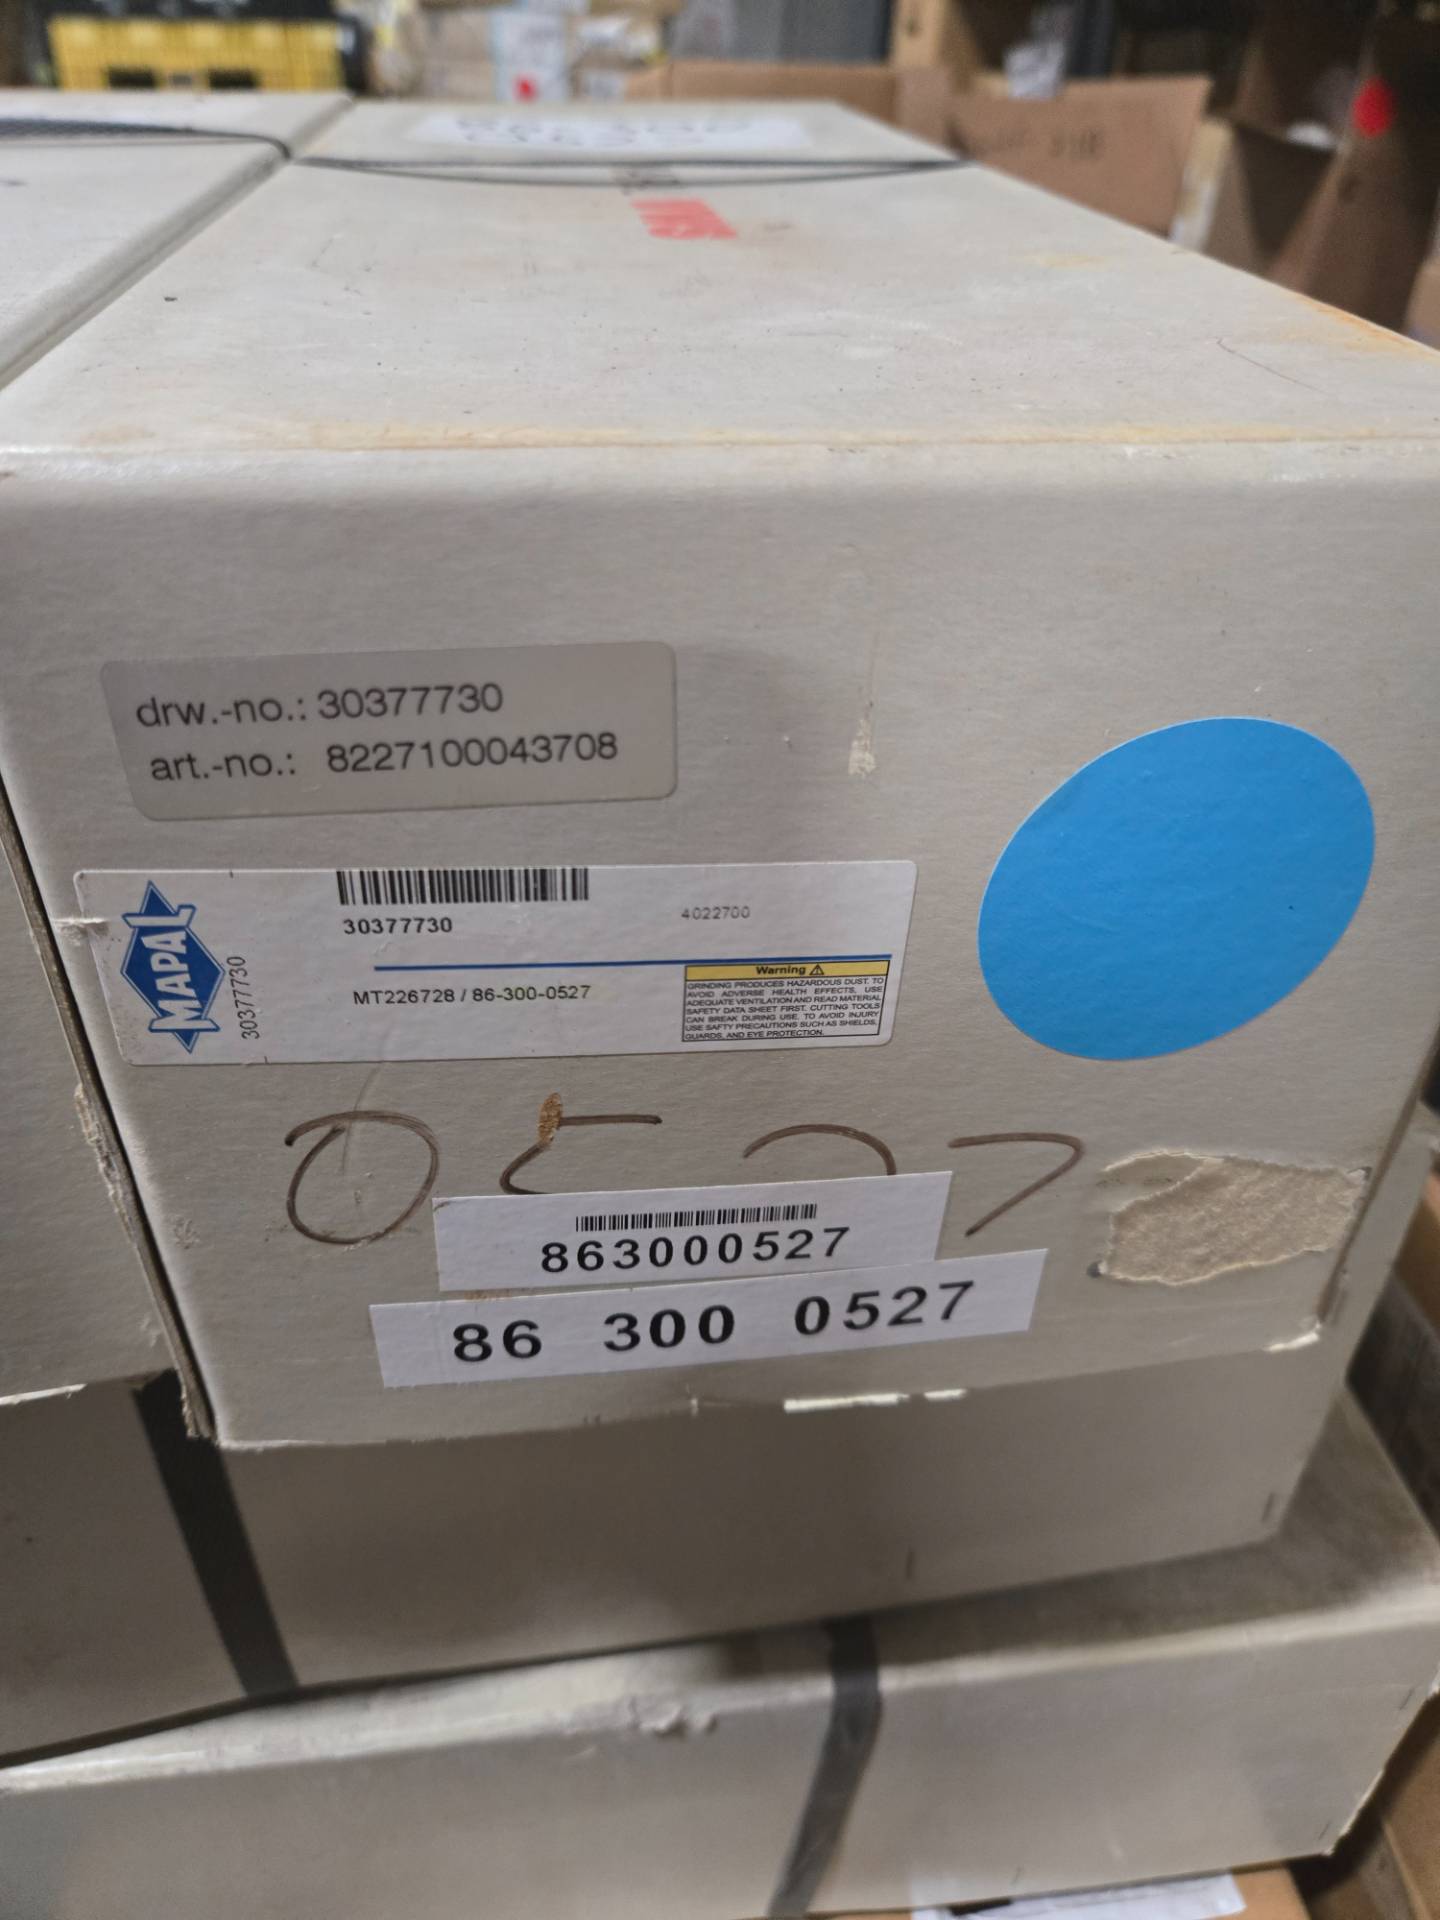 drw.-no.: 30377730
art.-no.: 8227100043708
MAPAL
30377730
30377730
4022700
MT226728 / 86-300-0527
Warning
GRINDING PRODUCES HAZARDOUS DUST. TO
AVOID ADVERSE HEALTH EFFECTS, USE
ADEQUATE VENTILATION AND READ MATERIAL
SAFETY DATA SHEET FIRST. CUTTING TOOLS
CAN BREAK DURING USE. TO AVOID INJURY
USE SAFTY PRECAUTIONS SUCH AS SHIELDS,
GUARDS, AND EYE PROTECTION.
0527
863000527
86 300 0527